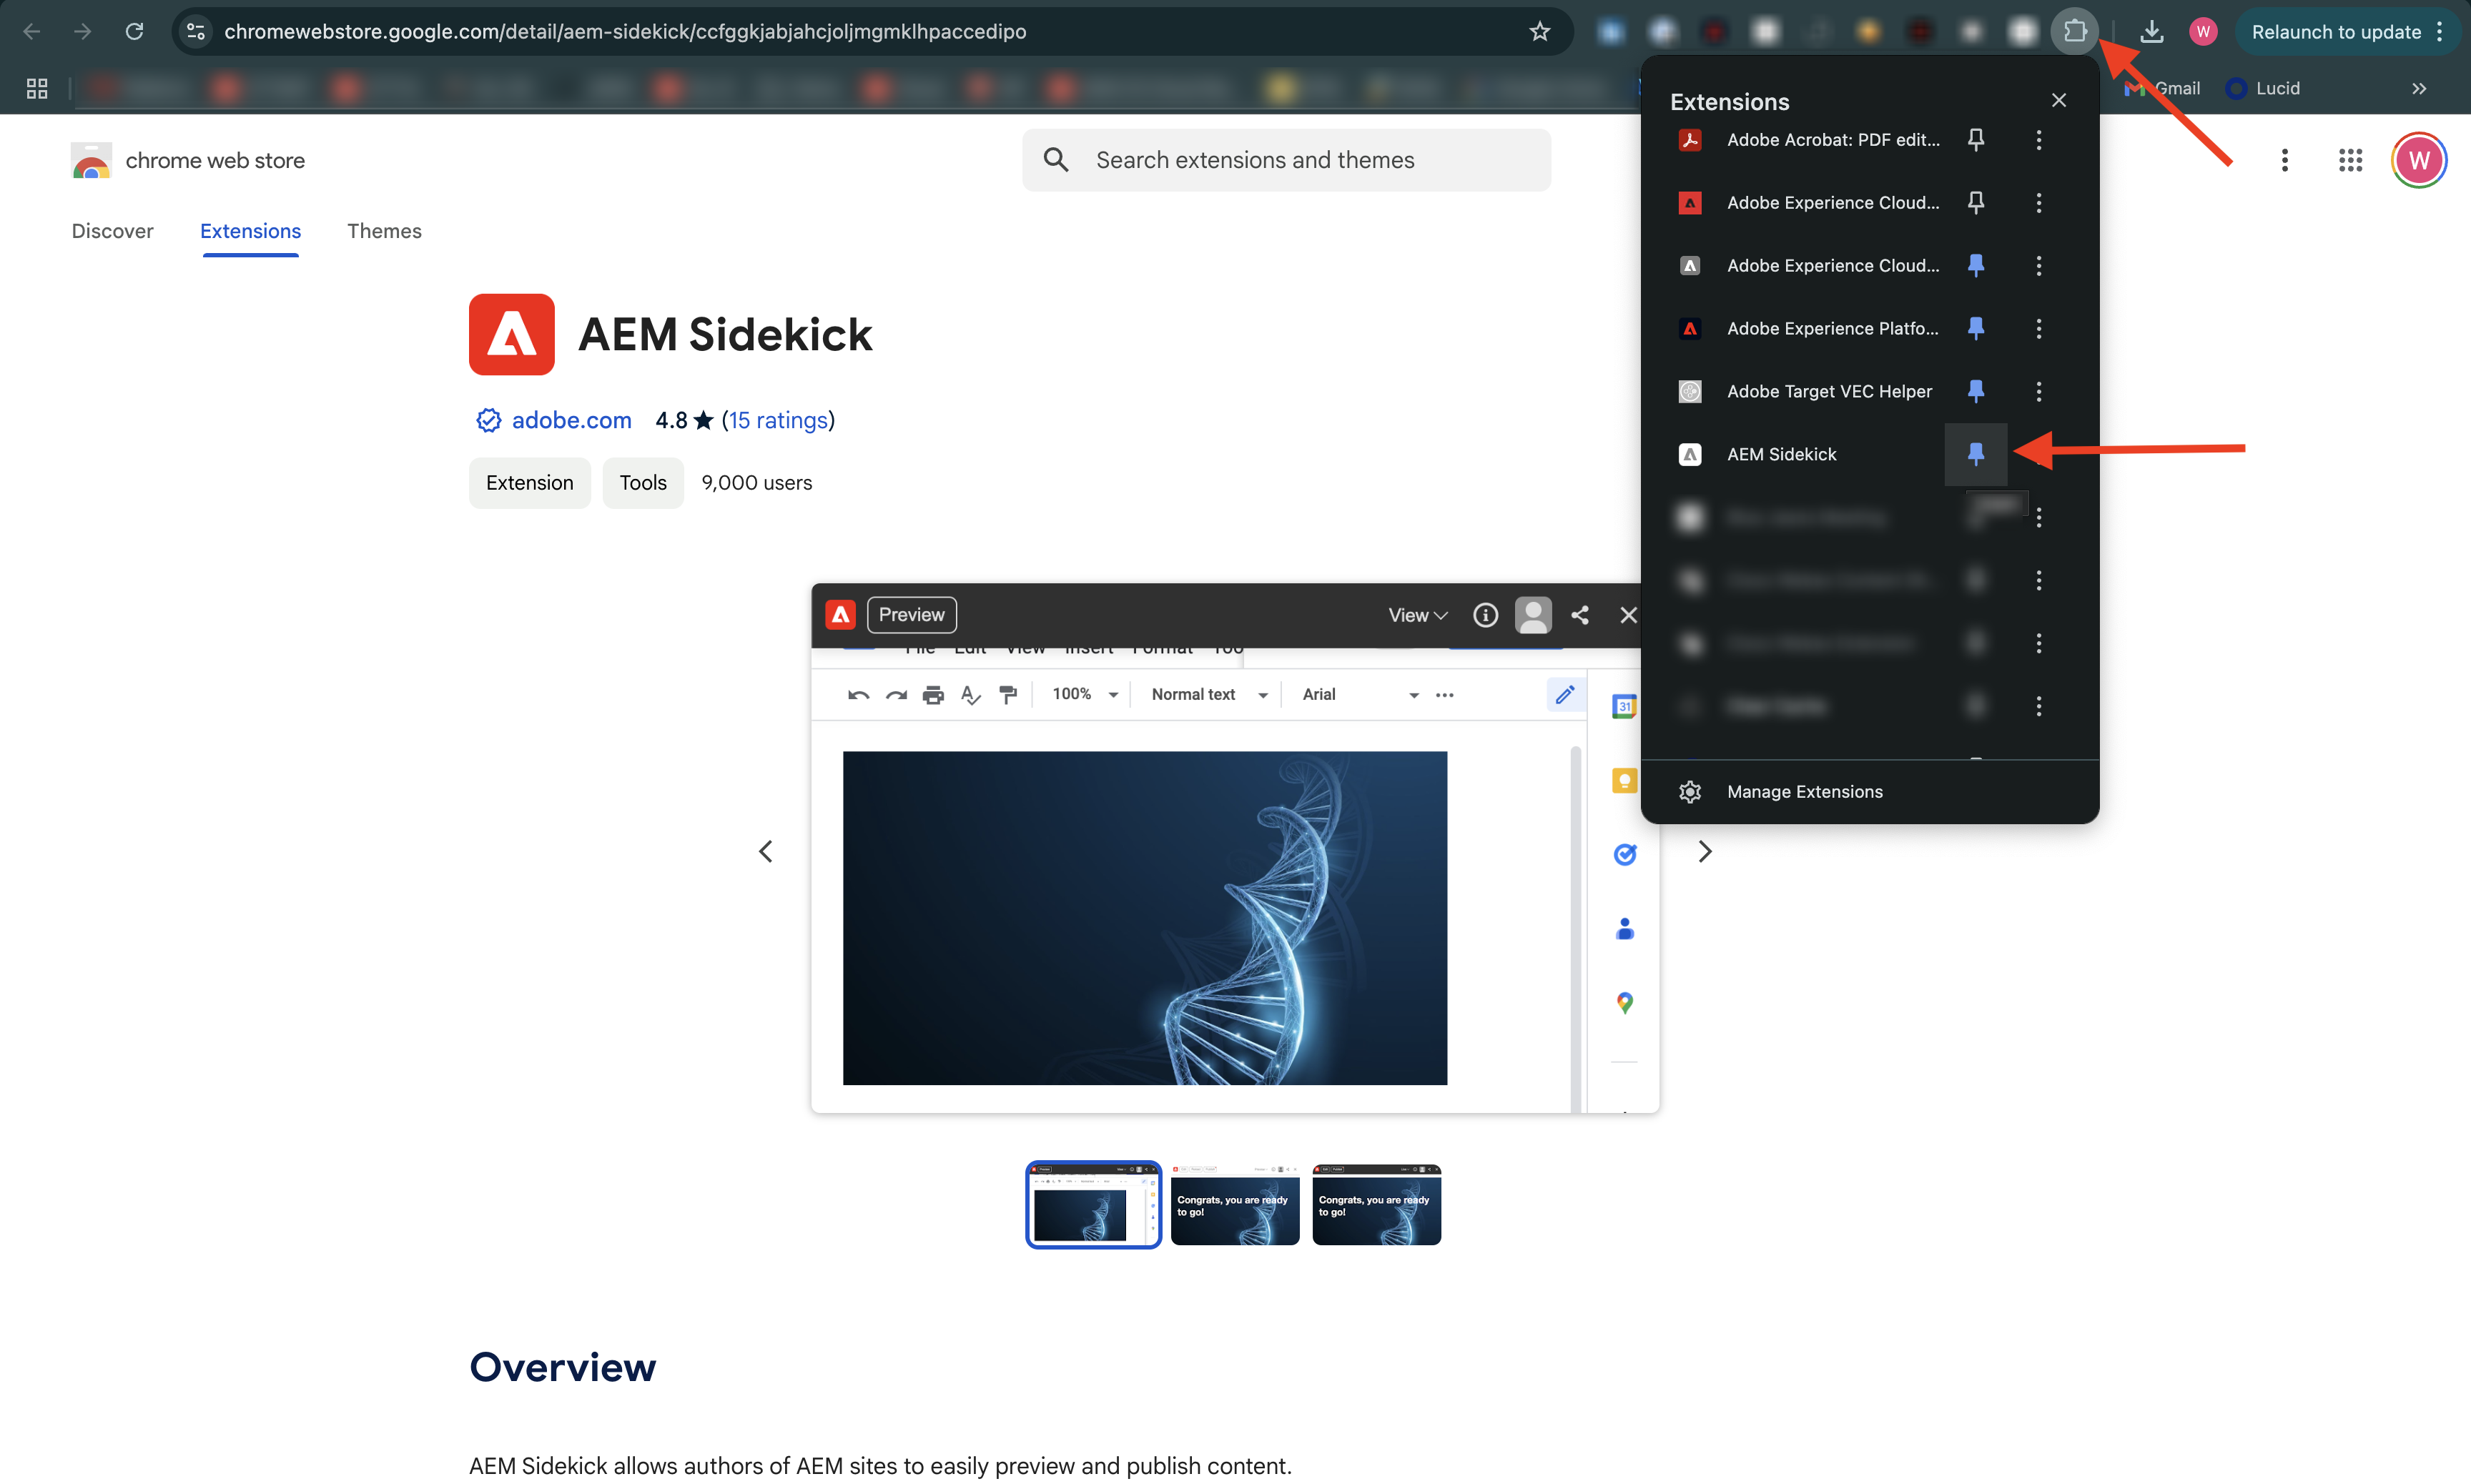 chromewebstore.google.com/detail/aem-sidekick/ccfggkjabjahcjoljmgmklhpaccedipo
W
Relaunch to update
Gmail
Lucid
chrome web store
Search extensions and themes
W
Discover
Extensions
Themes
AEM Sidekick
adobe.com
4.8 ★ (15 ratings)
Extension
Tools
9,000 users
Extensions
Adobe Acrobat: PDF edit...
Adobe Experience Cloud...
Adobe Experience Cloud...
Adobe Experience Platfo...
Adobe Target VEC Helper
AEM Sidekick
Manage Extensions
Preview
View
File Edit View Insert Format Too
100%
Normal text
Arial
31
Congrats, you are ready
to go!
Congrats, you are ready
to go!
Overview
AEM Sidekick allows authors of AEM sites to easily preview and publish content.